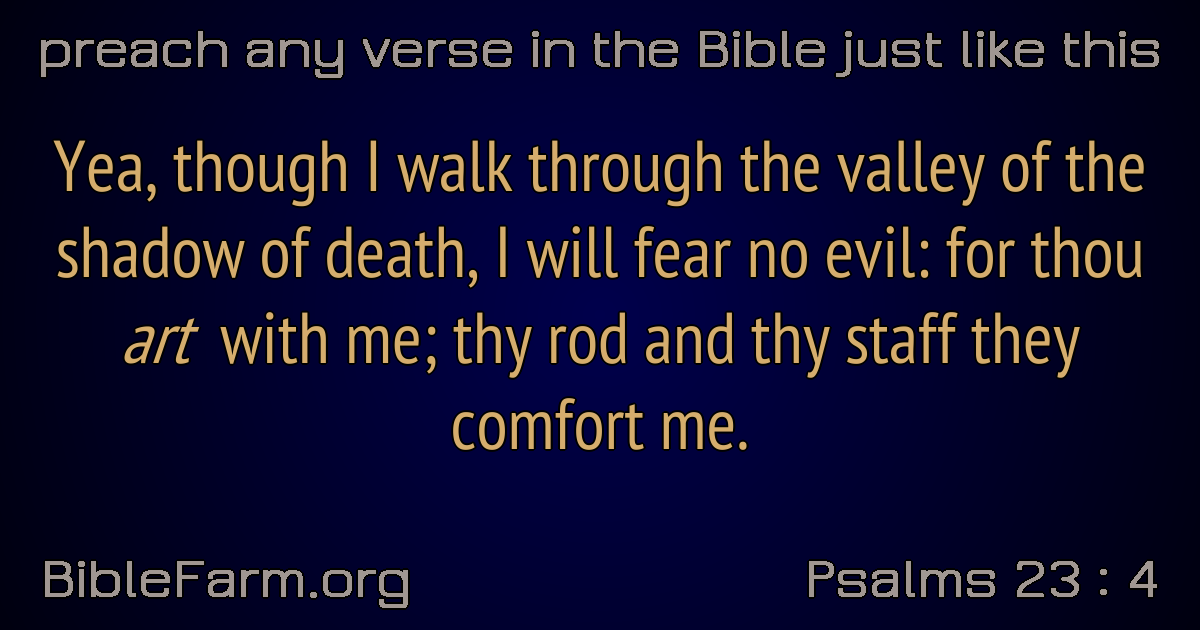 preach any verse in the Bible just like this
Yea, though I walk through the valley of the
shadow of death, I will fear no evil: for thou
art with me; thy rod and thy staff they
comfort me.
BibleFarm.org
Psalms 23 : 4